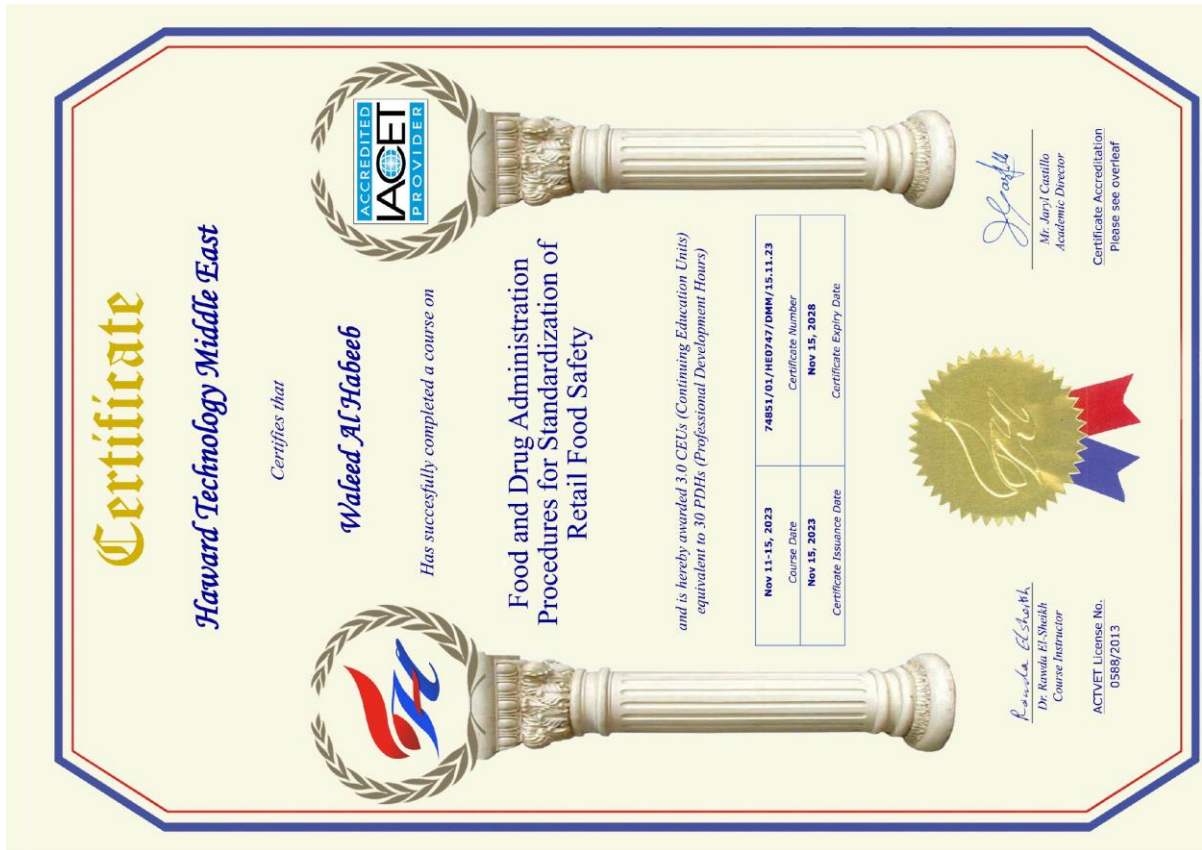 Certificate
Haward Technology Middle East
Certifies that
Waleed Al Habeeb
Has succesfully completed a course on
ACCREDITED
IACET
PROVIDER
Food and Drug Administration
Procedures for Standardization of
Retail Food Safety
and is hereby awarded 3.0 CEUs (Continuing Education Units)
equivalent to 30 PDHs (Professional Development Hours)
Nov 11-15, 2023
Course Date
74851/01/HE0747/DMM/15.11.23
Certificate Number
Nov 15, 2023
Certificate Issuance Date
Nov 15, 2028
Certificate Expiry Date
Rawda Elsheikh
Dr. Rawda El-Sheikh
Course Instructor
ACTVET License No.
0588/2013
Mr. Jaryl Castillo
Academic Director
Certificate Accreditation
Please see overleaf